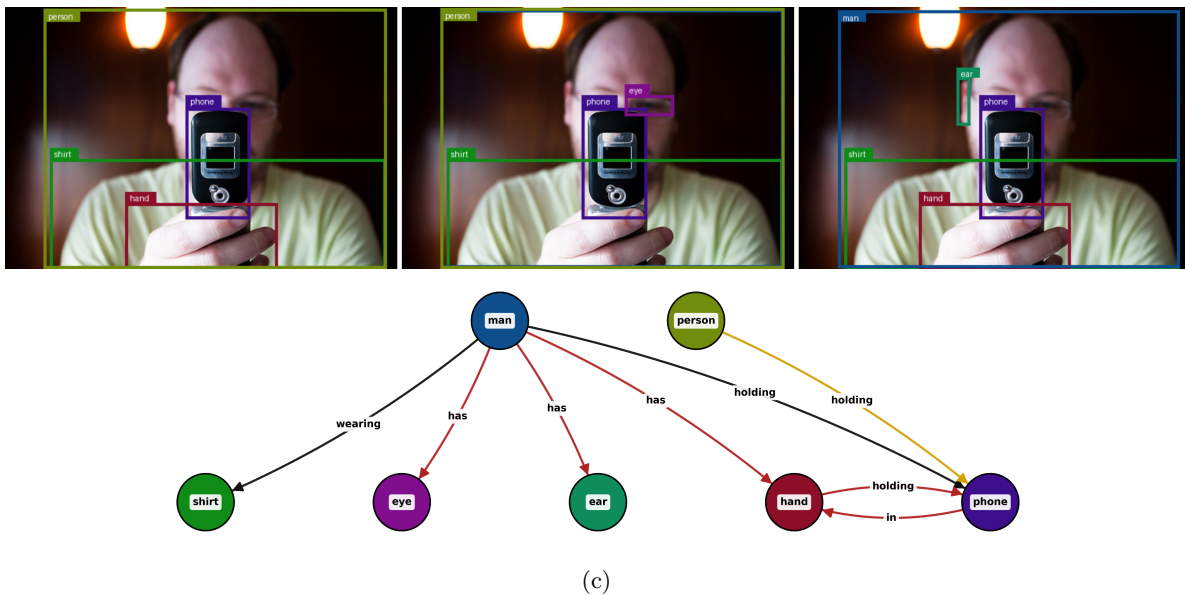 person
person
man
eye
ear
phone
phone
phone
shirt
shirt
shirt
hand
hand
man
person
holding
holding
has
has
has
wearing
holding
shirt
eye
ear
hand
phone
in
(c)